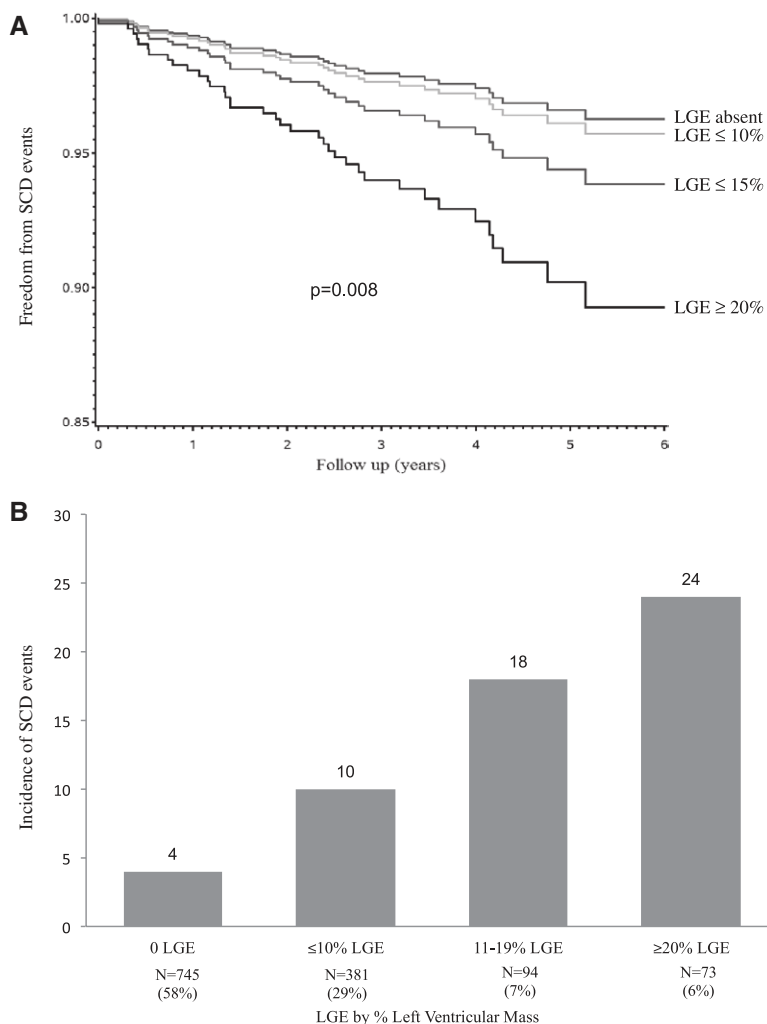 A
1.00
0.95
0.90
0.85
Freedom from SCD events
LGE absent
LGE ≤ 10%
LGE ≤ 15%
LGE ≥ 20%
p=0.008
0 1 2 3 4 5 6
Follow up (years)
B
30
25
20
15
10
5
0
Incidence of SCD events
4 10 18 24
0 LGE ≤10% LGE 11-19% LGE ≥20% LGE
N=745 N=381 N=94 N=73
(58%) (29%) (7%) (6%)
LGE by % Left Ventricular Mass